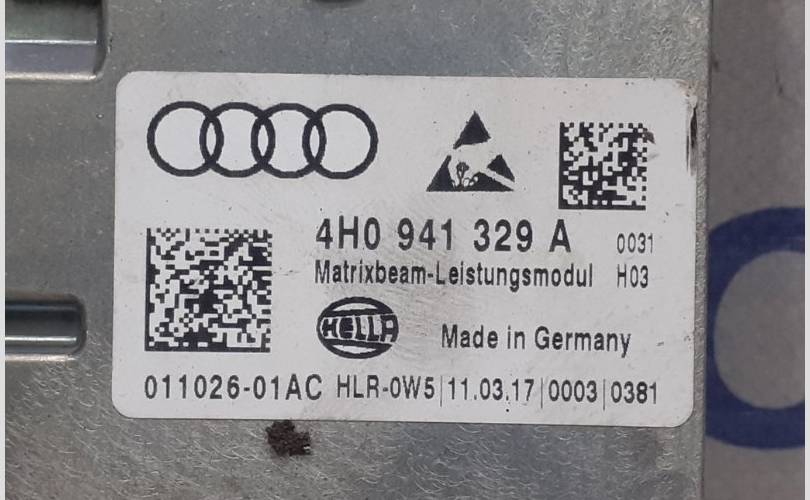 4H0 941 329 A 0031
Matrixbeam-Leistungsmodul H03
HELLA Made in Germany
011026-01AC HLR-0W5|11.03.17|0003|0381